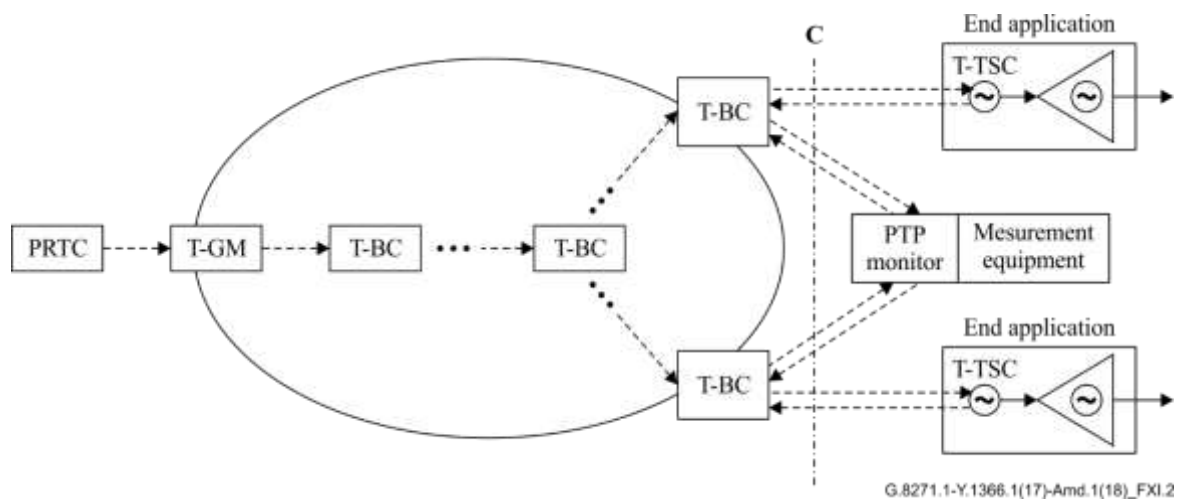 End application
C
T-TSC
T-BC
PRTC
T-GM
T-BC
T-BC
PTP
monitor
Mesurement
equipment
End application
T-TSC
T-BC
G.8271.1-Y.1366.1(17)-Amd.1(18)_FXI.2